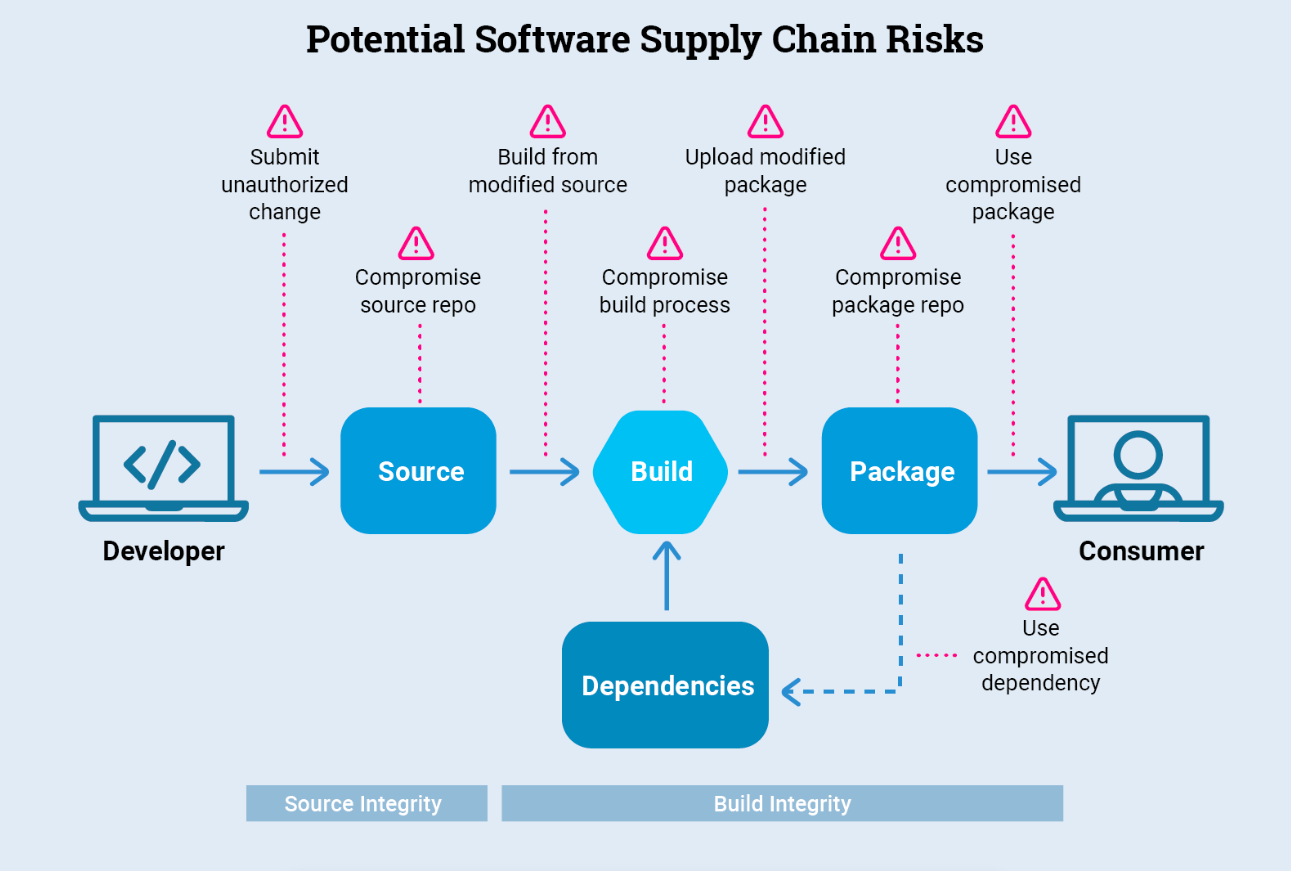 Potential Software Supply Chain Risks
Submit
unauthorized
change
Build from
modified source
Upload modified
package
Use
compromised
package
Compromise
source repo
Compromise
build process
Compromise
package repo
Source
Build
Package
Developer
Consumer
Use
compromised
dependency
Dependencies
Source Integrity
Build Integrity